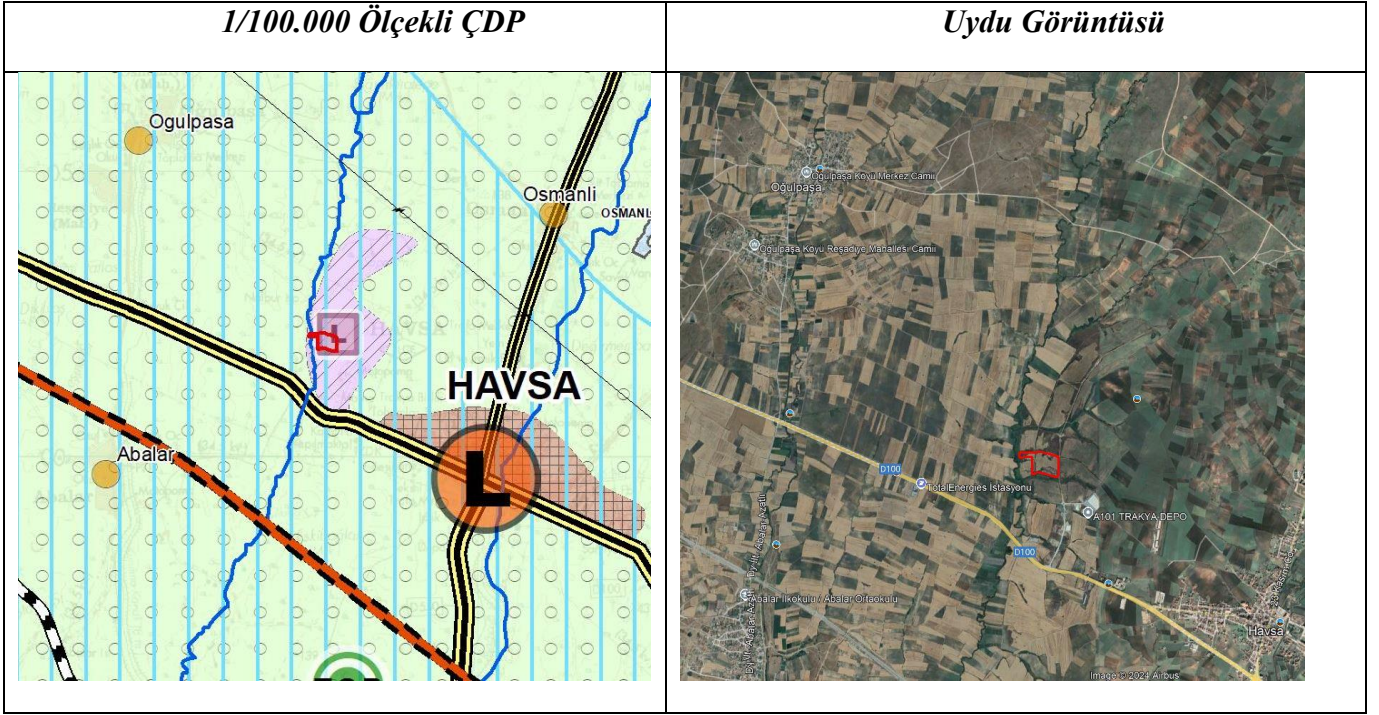 1/100.000 Ölçekli ÇDP
Uydu Görüntüsü
Ogulpasa
Osmanli
OSMANL
HAVSA
L
L
Abalar
Oğulpaşa Köyü Merkez Camii
Oğulpaşa
Oğulpaşa Köyü Reşadiye Mahallesi Camii
D100
TotalEnergies İstasyonu
A101 TRAKYA DEPO
D100
Abalar İlkokulu / Abalar Ortaokulu
Havsa
Image © 2024 Airbus